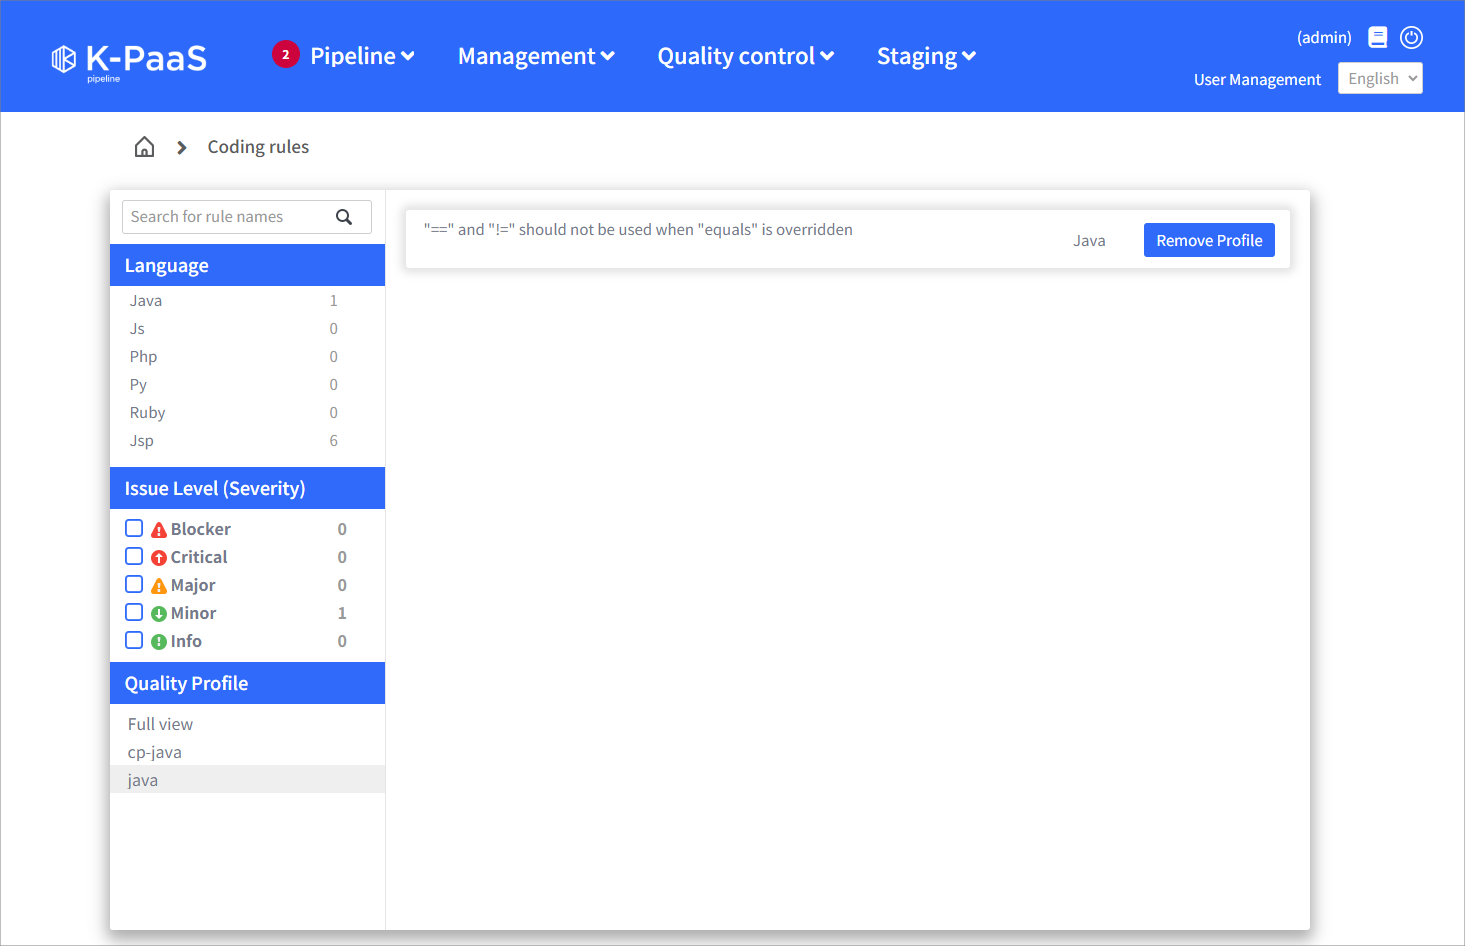 K-PaaS
pipeline
2 Pipeline Management Quality control Staging
(admin)
User Management English
Coding rules
Search for rule names
Language
Java 1
Js 0
Php 0
Py 0
Ruby 0
Jsp 6
Issue Level (Severity)
Blocker 0
Critical 0
Major 0
Minor 1
Info 0
Quality Profile
Full view
cp-java
java
"==" and "!=" should not be used when "equals" is overridden
Java Remove Profile